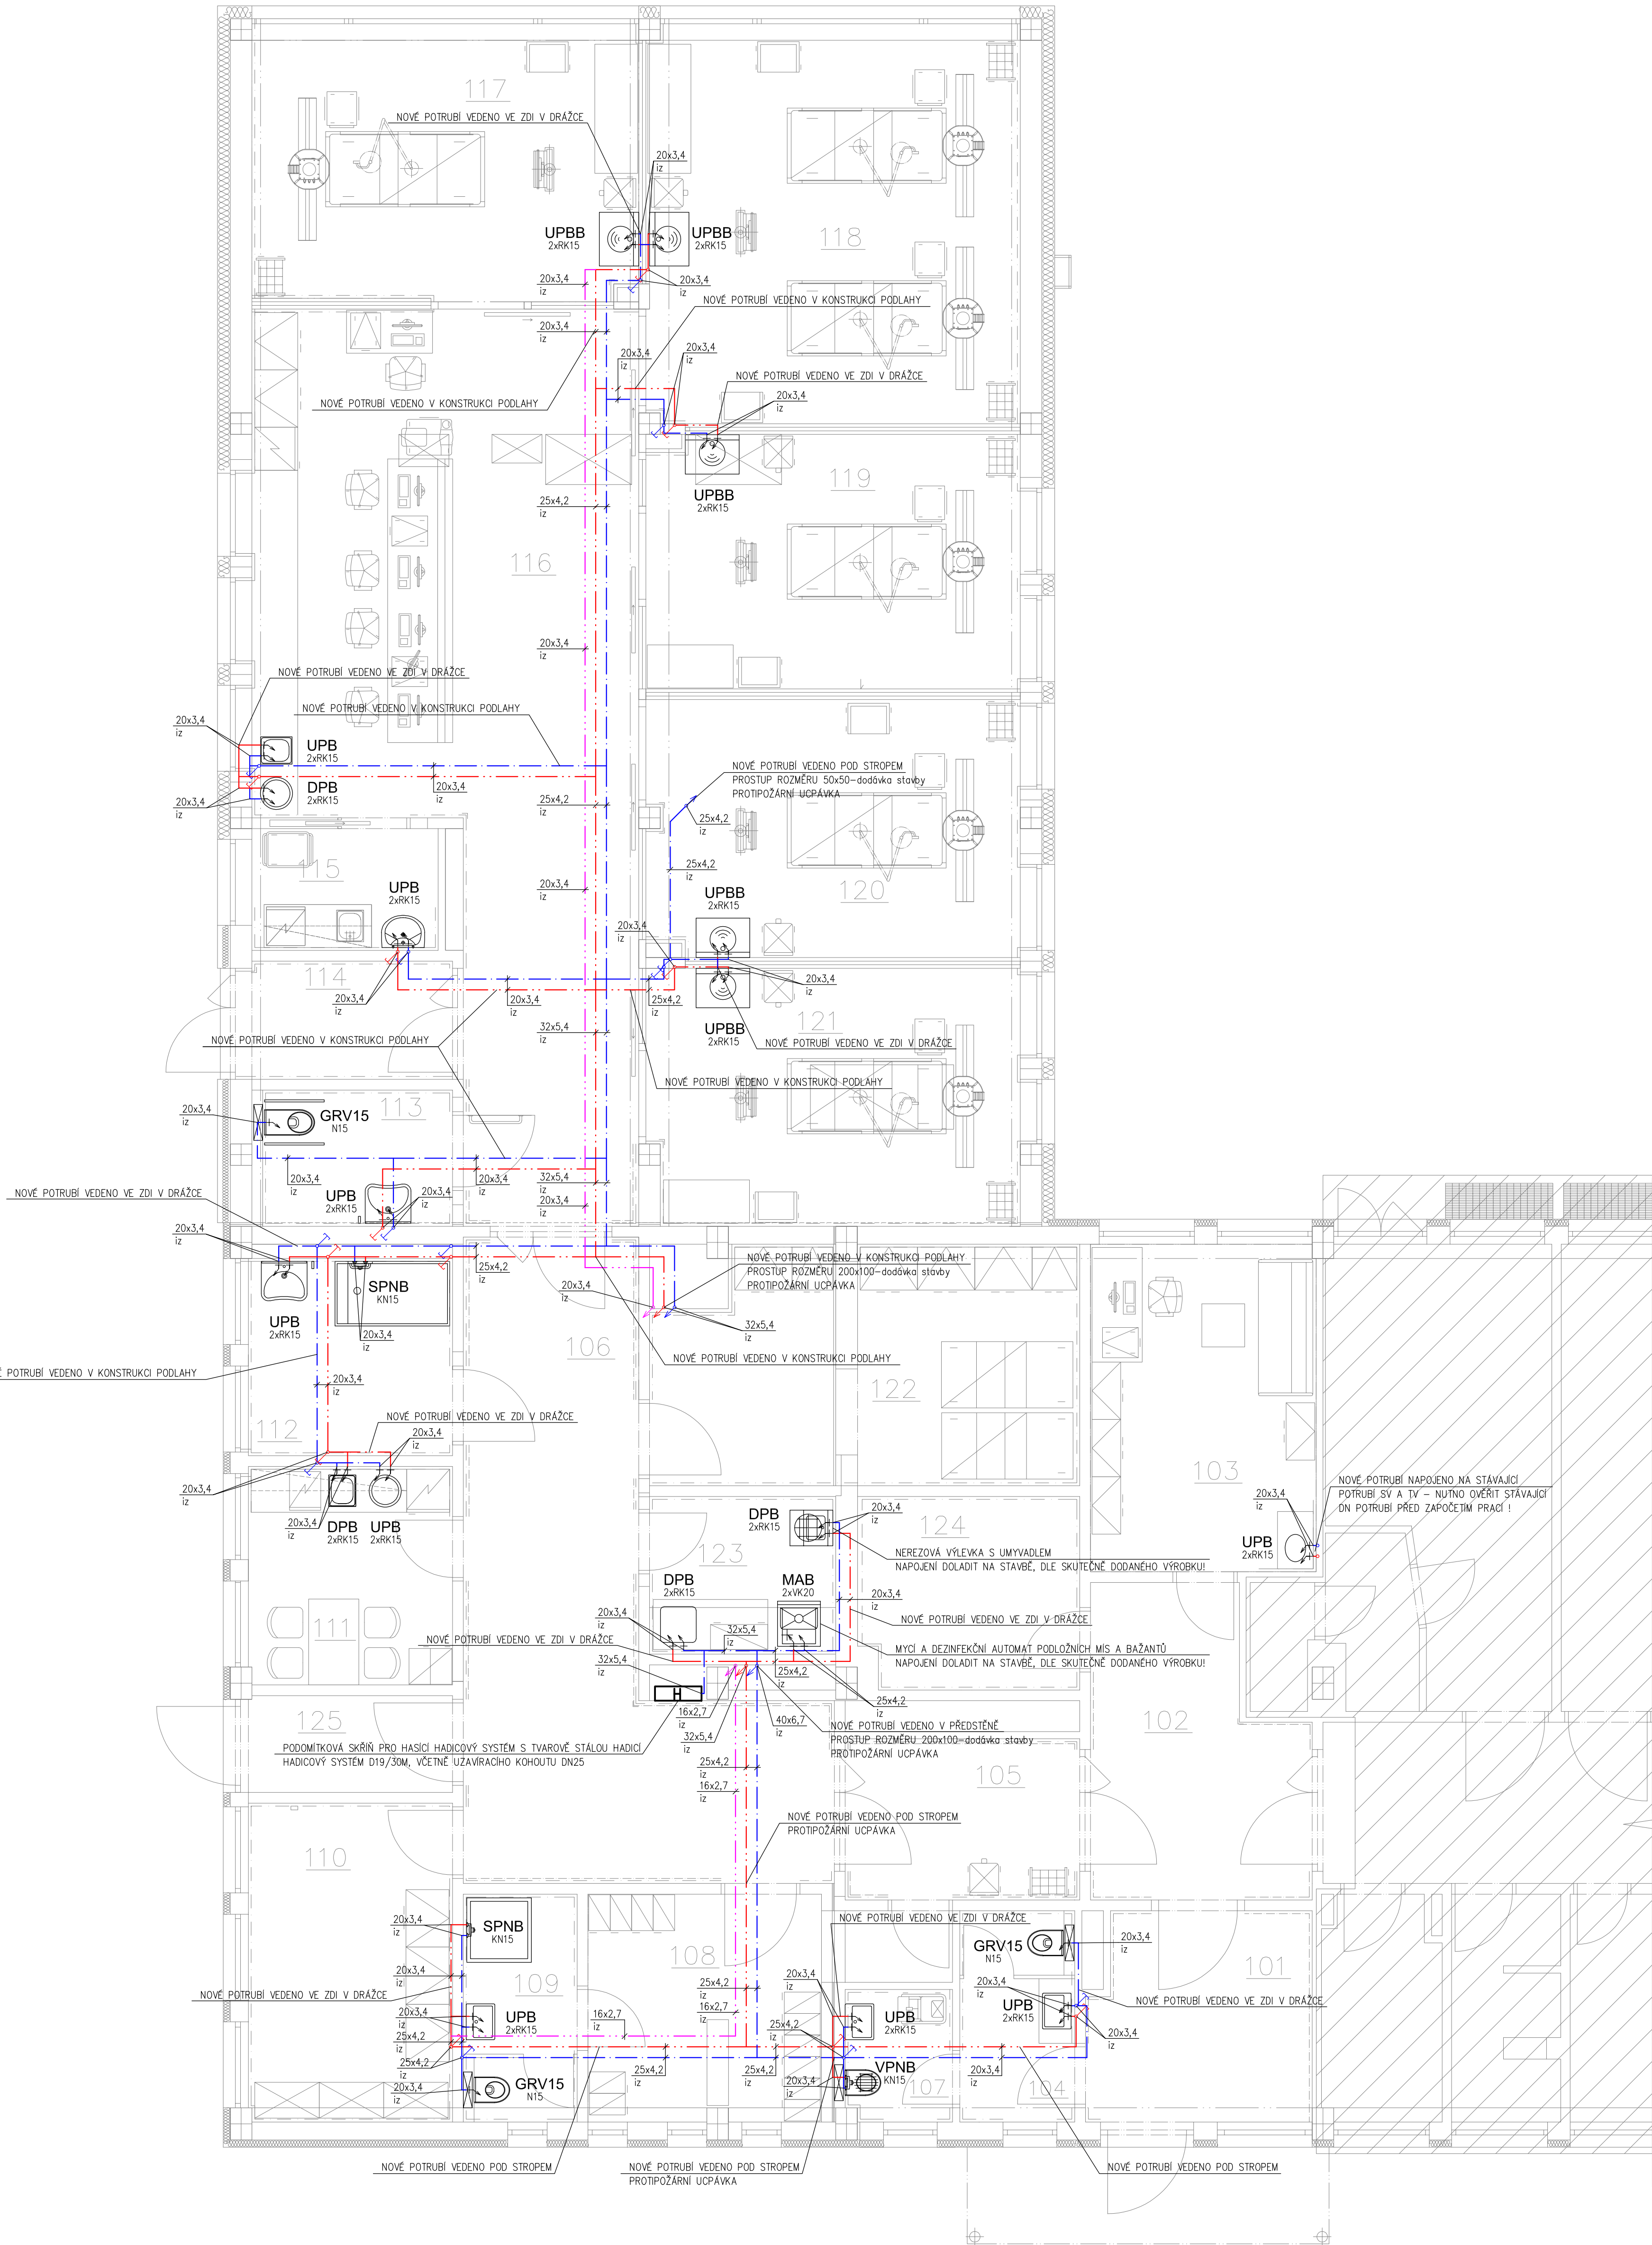 117
NOVÉ POTRUBÍ VEDENO VE ZDI V DRÁŽCE
20x3,4
iz
UPBB
2xRK15
UPBB
2xRK15
118
20x3,4
iz
20x3,4
iz
NOVÉ POTRUBÍ VEDENO V KONSTRUKCI PODLAHY
20x3,4
iz
20x3,4
iz
20x3,4
iz
NOVÉ POTRUBÍ VEDENO VE ZDI V DRÁŽCE
20x3,4
iz
NOVÉ POTRUBÍ VEDENO V KONSTRUKCI PODLAHY
119
UPBB
2xRK15
25x4,2
iz
116
20x3,4
iz
NOVÉ POTRUBÍ VEDENO VE ZDI V DRÁŽCE
NOVÉ POTRUBÍ VEDENO V KONSTRUKCI PODLAHY
20x3,4
iz
UPB
2xRK15
DPB
2xRK15
20x3,4
iz
20x3,4
iz
25x4,2
iz
NOVÉ POTRUBÍ VEDENO POD STROPEM
PROSTUP ROZMĚRU 50x50-dodávka stavby
PROTIPOŽÁRNÍ UCPÁVKA
25x4,2
iz
25x4,2
iz
115
UPB
2xRK15
20x3,4
iz
UPBB
2xRK15
120
20x3,4
iz
114
20x3,4
iz
20x3,4
iz
25x4,2
iz
20x3,4
iz
121
UPBB
2xRK15
32x5,4
iz
NOVÉ POTRUBÍ VEDENO V KONSTRUKCI PODLAHY
NOVÉ POTRUBÍ VEDENO VE ZDI V DRÁŽCE
NOVÉ POTRUBÍ VEDENO V KONSTRUKCI PODLAHY
113
20x3,4
iz
GRV15
N15
20x3,4
iz
20x3,4
iz
32x5,4
iz
NOVÉ POTRUBÍ VEDENO VE ZDI V DRÁŽCE
UPB
2xRK15
20x3,4
iz
20x3,4
iz
20x3,4
iz
25x4,2
iz
NOVÉ POTRUBÍ VEDENO V KONSTRUKCI PODLAHY
PROSTUP ROZMĚRU 200x100-dodávka stavby
PROTIPOŽÁRNÍ UCPÁVKA
SPNB
KN15
20x3,4
iz
UPB
2xRK15
20x3,4
iz
32x5,4
iz
106
NOVÉ POTRUBÍ VEDENO V KONSTRUKCI PODLAHY
POTRUBÍ VEDENO V KONSTRUKCI PODLAHY
20x3,4
iz
122
112
NOVÉ POTRUBÍ VEDENO VE ZDI V DRÁŽCE
20x3,4
iz
103
NOVÉ POTRUBÍ NAPOJENO NA STÁVAJÍCÍ
POTRUBÍ SV A TV – NUTNO OVĚŘIT STÁVAJÍCÍ
DN POTRUBÍ PŘED ZAPOČETÍM PRACÍ !
20x3,4
iz
20x3,4
iz
20x3,4
iz
DPB
2xRK15
UPB
2xRK15
DPB
2xRK15
20x3,4
iz
124
UPB
2xRK15
123
NEREZOVÁ VÝLEVKA S UMYVADLEM
NAPOJENÍ DOLADIT NA STAVBĚ, DLE SKUTEČNĚ DODANÉHO VÝROBKU!
DPB
2xRK15
MAB
2xVK20
20x3,4
iz
20x3,4
iz
111
NOVÉ POTRUBÍ VEDENO VE ZDI V DRÁŽCE
NOVÉ POTRUBÍ VEDENO VE ZDI V DRÁŽCE
32x5,4
iz
MYCÍ A DEZINFEKČNÍ AUTOMAT PODLOŽNÍCH MÍS A BAŽANTŮ
NAPOJENÍ DOLADIT NA STAVBĚ, DLE SKUTEČNĚ DODANÉHO VÝROBKU!
32x5,4
iz
25x4,2
iz
H
25x4,2
iz
16x2,7
iz
40x6,7
iz
32x5,4
iz
125
102
NOVÉ POTRUBÍ VEDENO V PŘEDSTĚNĚ
PROSTUP ROZMĚRU 200x100-dodávka stavby
PROTIPOŽÁRNÍ UCPÁVKA
PODOMÍTKOVÁ SKŘÍŇ PRO HASÍCÍ HADICOVÝ SYSTÉM S TVAROVĚ STÁLOU HADICÍ
HADICOVÝ SYSTÉM D19/30M, VČETNĚ UZAVÍRACÍHO KOHOUTU DN25
25x4,2
iz
105
16x2,7
iz
NOVÉ POTRUBÍ VEDENO POD STROPEM
PROTIPOŽÁRNÍ UCPÁVKA
110
20x3,4
iz
SPNB
KN15
NOVÉ POTRUBÍ VEDENO VE ZDI V DRÁŽCE
GRV15
N15
20x3,4
iz
20x3,4
iz
109
108
25x4,2
iz
20x3,4
iz
20x3,4
iz
101
NOVÉ POTRUBÍ VEDENO VE ZDI V DRÁŽCE
NOVÉ POTRUBÍ VEDENO VE ZDI V DRÁŽCE
20x3,4
iz
UPB
2xRK15
16x2,7
iz
16x2,7
iz
25x4,2
iz
UPB
2xRK15
UPB
2xRK15
20x3,4
iz
25x4,2
iz
25x4,2
iz
25x4,2
iz
25x4,2
iz
VPNB
KN15
20x3,4
iz
20x3,4
iz
GRV15
N15
20x3,4
iz
107
104
NOVÉ POTRUBÍ VEDENO POD STROPEM
NOVÉ POTRUBÍ VEDENO POD STROPEM
PROTIPOŽÁRNÍ UCPÁVKA
NOVÉ POTRUBÍ VEDENO POD STROPEM